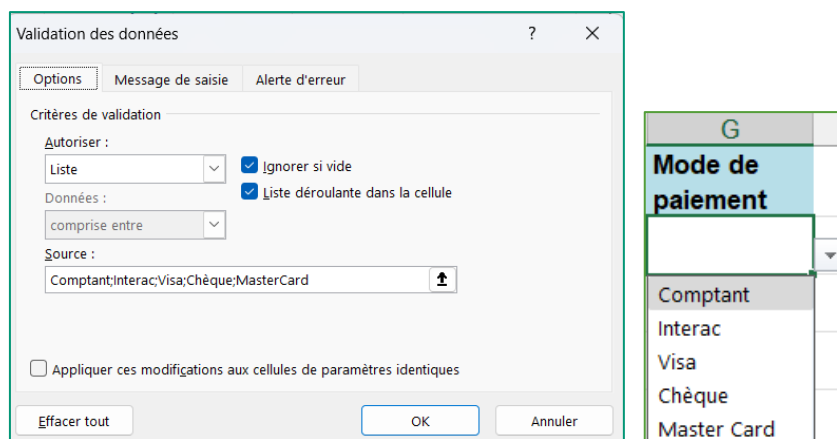 Validation des données
?
Options
Message de saisie
Alerte d'erreur
Critères de validation
Autoriser :
Liste
Ignorer si vide
Données :
Liste déroulante dans la cellule
comprise entre
Source :
Comptant;Interac;Visa;Chèque;MasterCard
Appliquer ces modifications aux cellules de paramètres identiques
Effacer tout
OK
Annuler
G
Mode de
paiement
Comptant
Interac
Visa
Chèque
Master Card